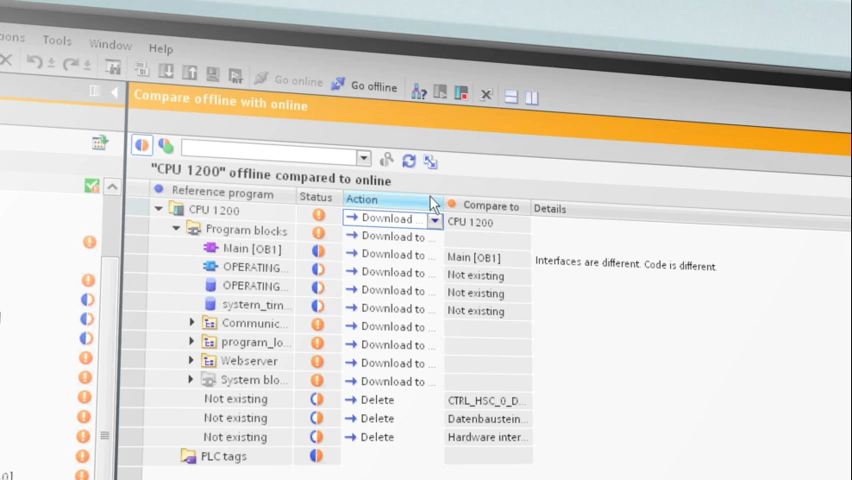 ions Tools Window Help
Go online Go offline
Compare offline with online
"CPU 1200" offline compared to online
Reference program Status Action Compare to Details
CPU 1200 Download ... CPU 1200
Program blocks Download to ...
Main [OB1] Download to ... Main [OB1] Interfaces are different. Code is different.
OPERATING... Download to ... Not existing
OPERATING... Download to ... Not existing
system_tim... Download to ... Not existing
Communic... Download to ...
program_lo... Download to ...
Webserver Download to ...
System blo... Download to ...
Not existing Delete CTRL_HSC_0_D...
Not existing Delete Datenbaustein...
Not existing Delete Hardware inter...
PLC tags
0]